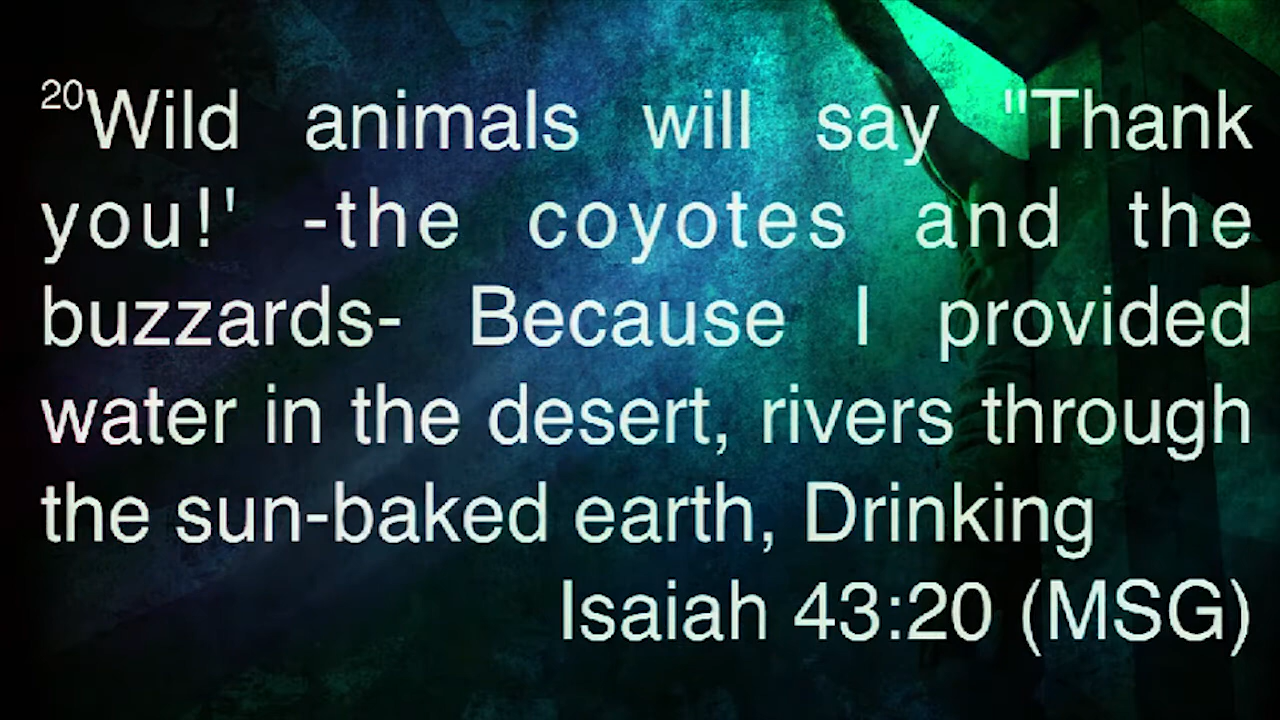 20Wild animals will say "Thank
you!' -the coyotes and the
buzzards- Because I provided
water in the desert, rivers through
the sun-baked earth, Drinking
Isaiah 43:20 (MSG)